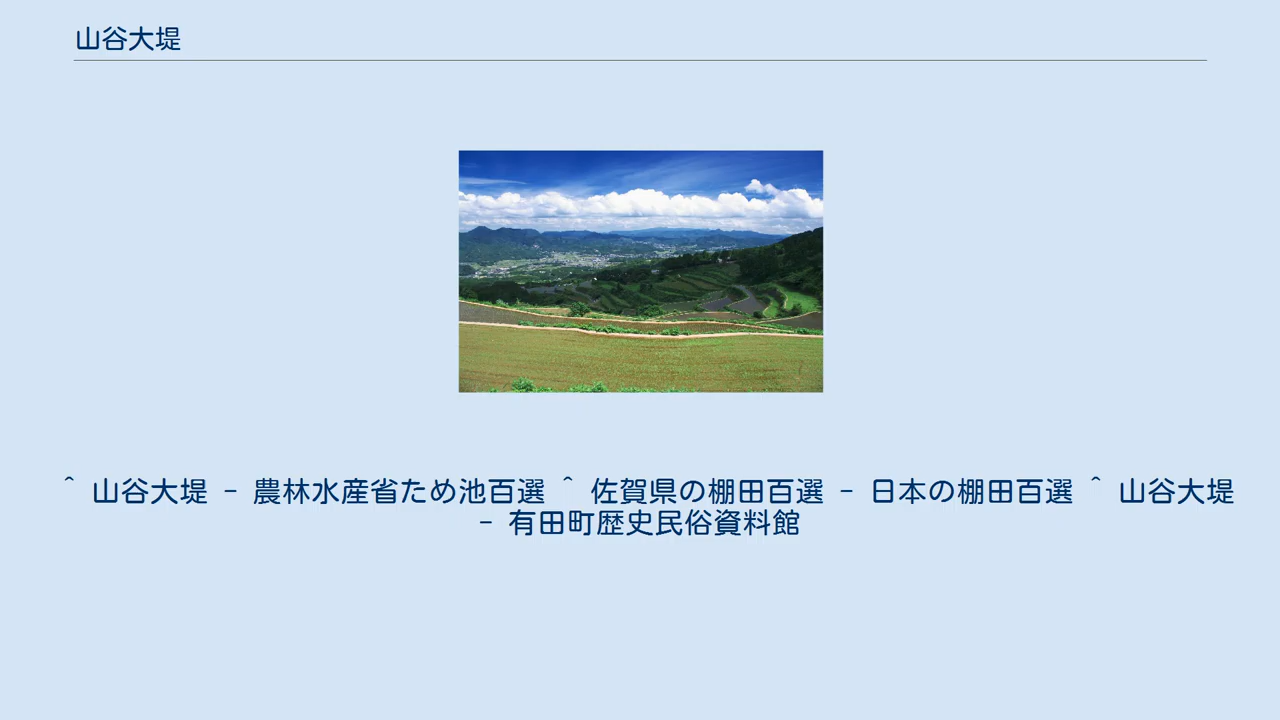 山谷大堤
^ 山谷大堤 - 農林水産省ため池百選 ^ 佐賀県の棚田百選 - 日本の棚田百選 ^ 山谷大堤
- 有田町歴史民俗資料館